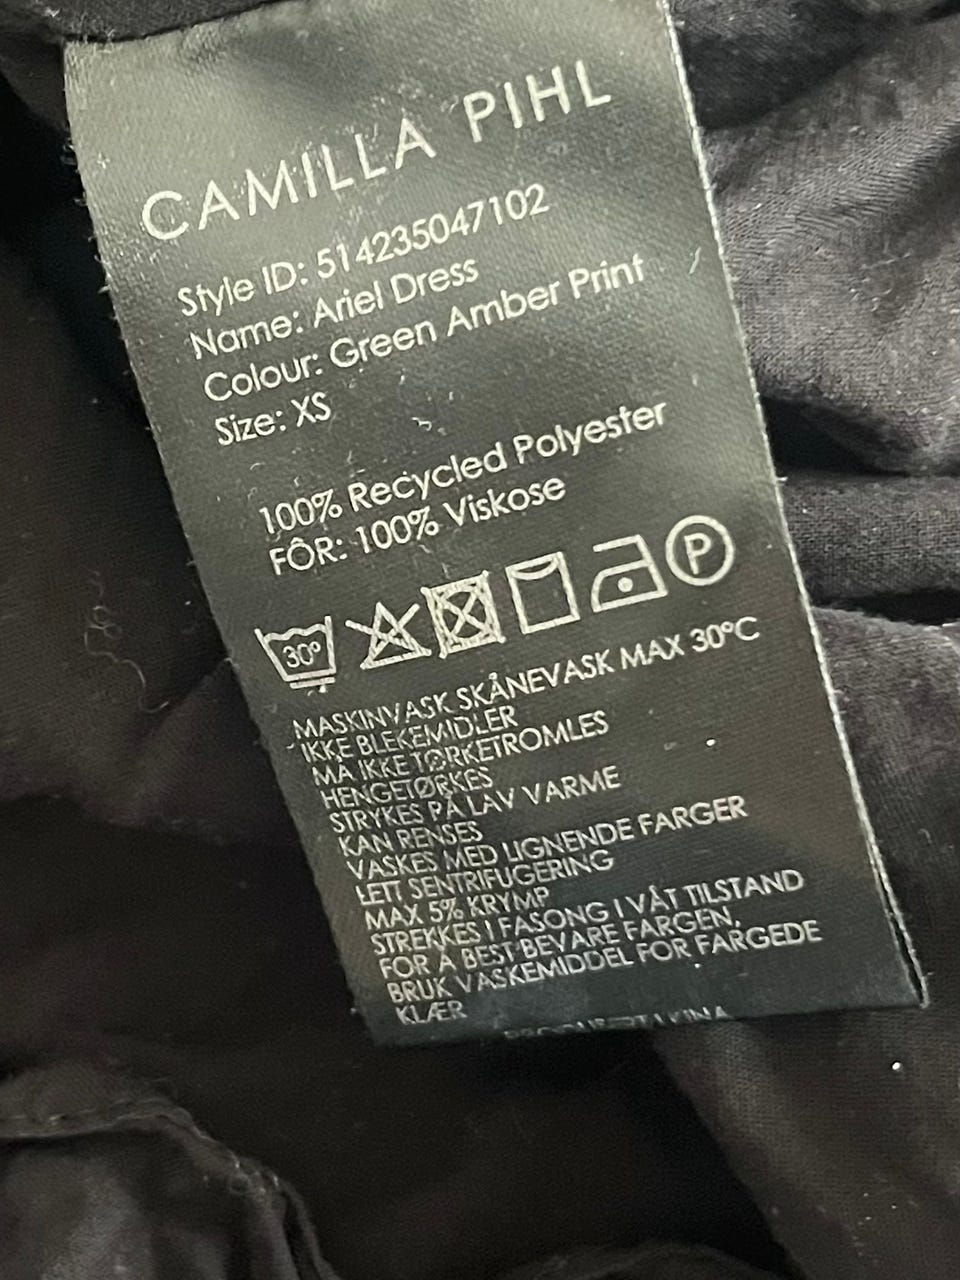 CAMILLA PIHL
Style ID: 514235047102
Name: Ariel Dress
Colour: Green Amber Print
Size: XS
100% Recycled Polyester
FÔR: 100% Viskose
30° P
MASKINVASK SKÅNEVASK MAX 30°C
IKKE BLEKEMIDLER
MÅ IKKE TØRKETROMLES
HENGETØRKES
STRYKES PÅ LAV VARME
KAN RENSES
VASKES MED LIGNENDE FARGER
LETT SENTRIFUGERING
MAX 5% KRYMP
STREKKES I FASONG I VÅT TILSTAND
FOR Å BEST BEVARE FARGEN,
BRUK VASKEMIDDEL FOR FARGEDE
KLÆR
PRODUSERT I KINA